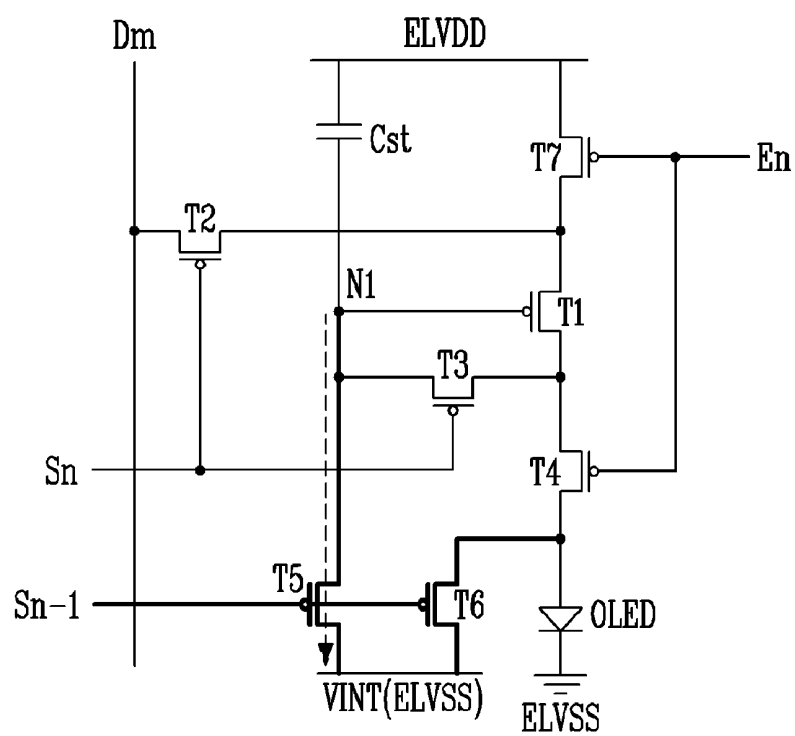 Dm
ELVDD
Cst
T7
En
T2
N1
T1
T3
Sn
T4
T5
Sn-1
T6
OLED
VINT(ELVSS)
ELVSS